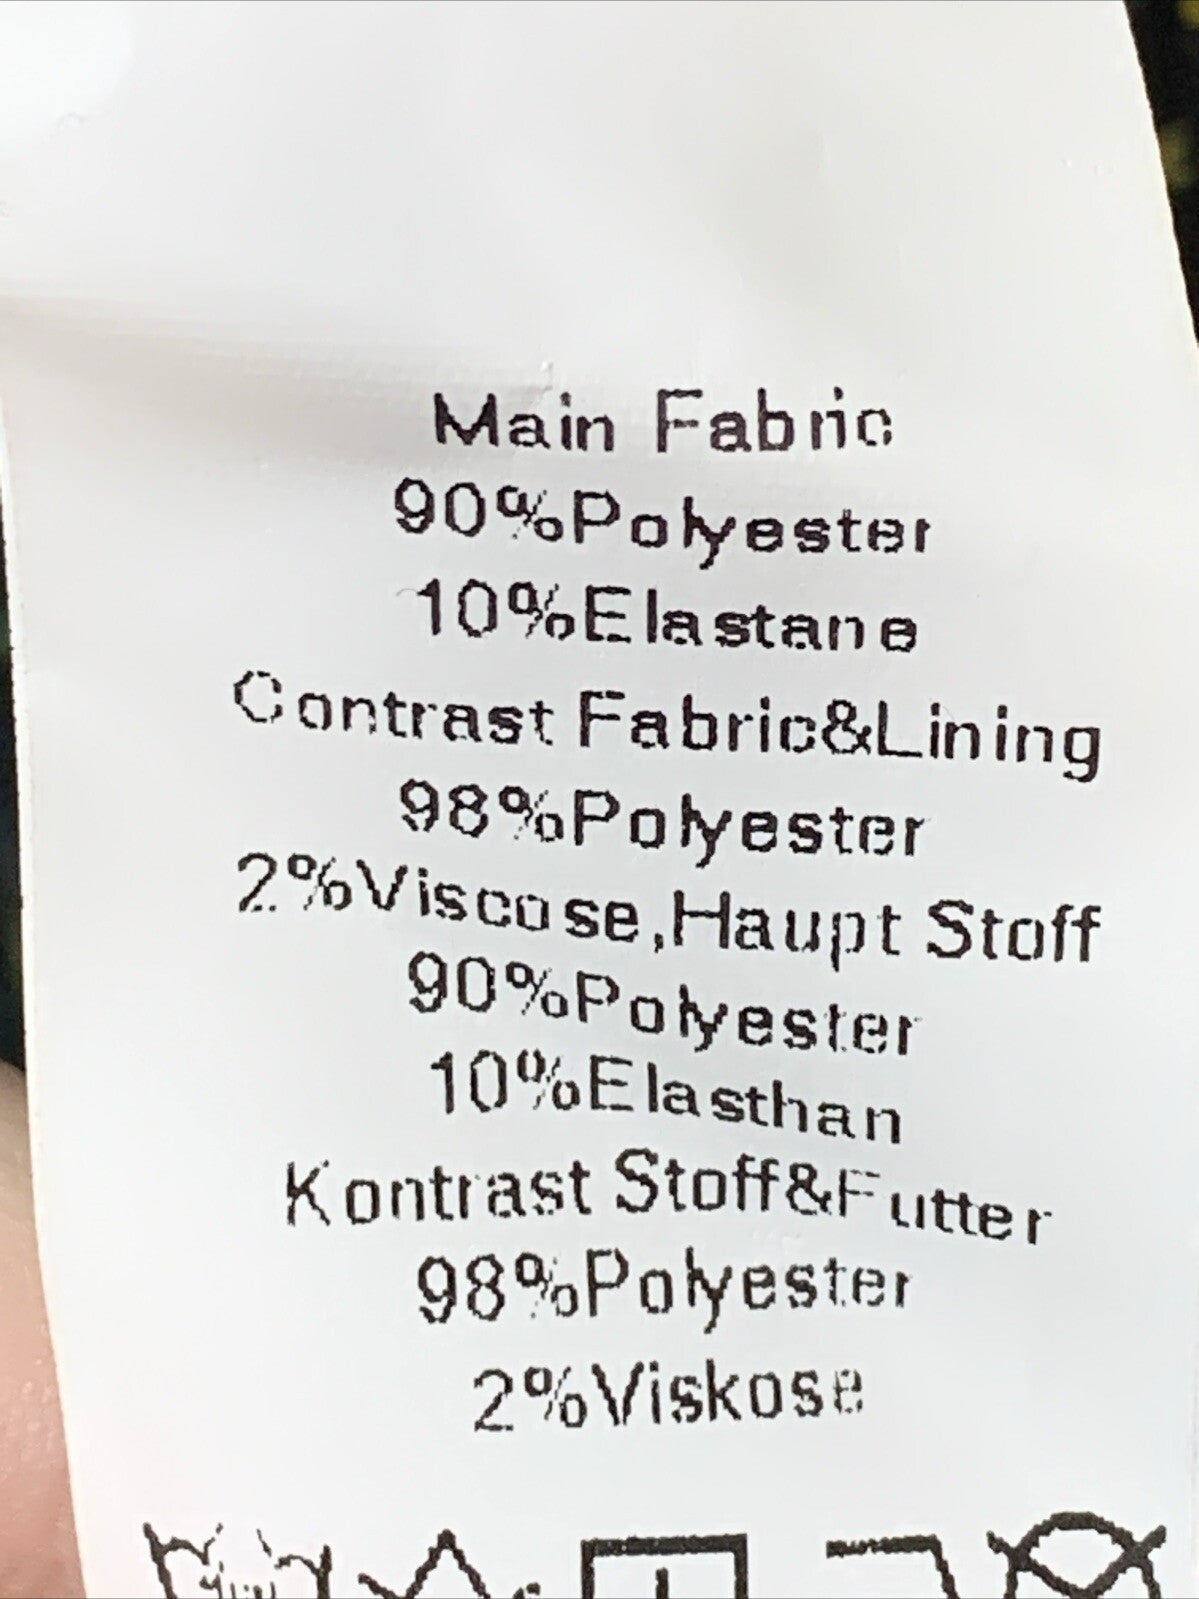 Main Fabric
90%Polyester
10%Elastane
Contrast Fabric&Lining
98%Polyester
2%Viscose,Haupt Stoff
90%Polyester
10%Elasthan
Kontrast Stoff&Futter
98%Polyester
2%Viskose